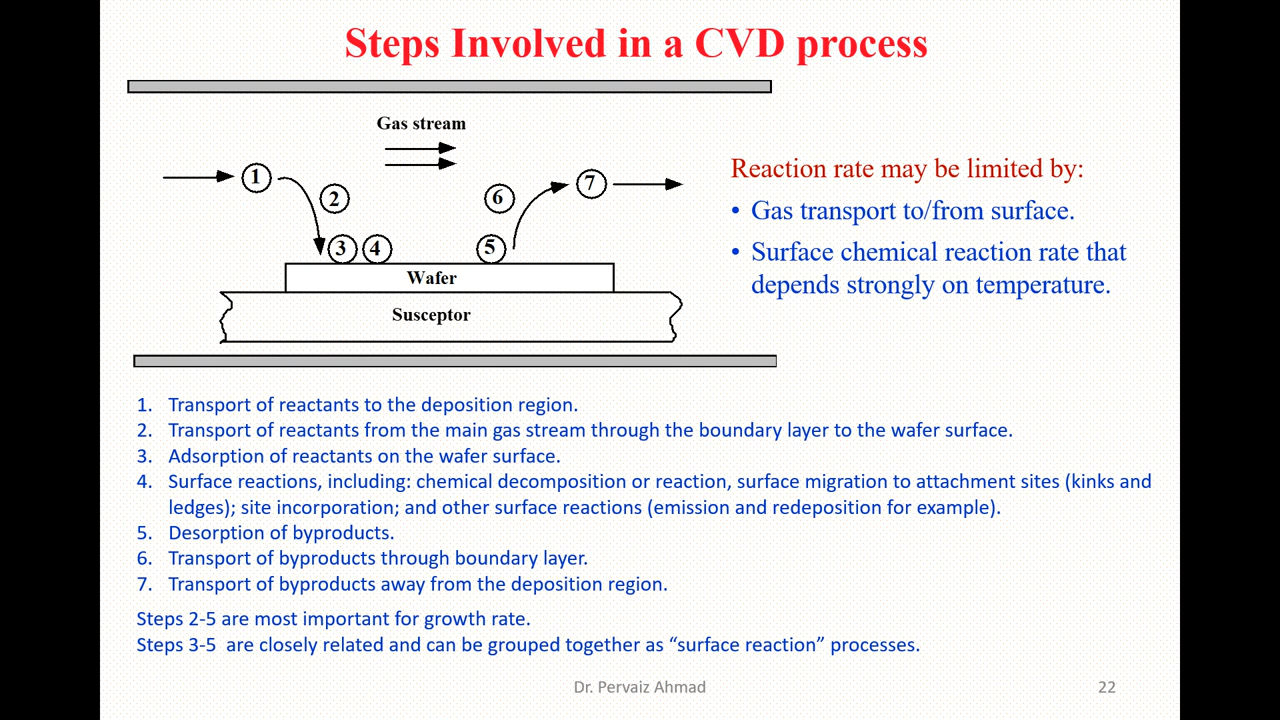 Steps Involved in a CVD process
Gas stream
1
2
3
4
5
6
7
Wafer
Susceptor
Reaction rate may be limited by:
• Gas transport to/from surface.
• Surface chemical reaction rate that
depends strongly on temperature.
1. Transport of reactants to the deposition region.
2. Transport of reactants from the main gas stream through the boundary layer to the wafer surface.
3. Adsorption of reactants on the wafer surface.
4. Surface reactions, including: chemical decomposition or reaction, surface migration to attachment sites (kinks and
ledges); site incorporation; and other surface reactions (emission and redeposition for example).
5. Desorption of byproducts.
6. Transport of byproducts through boundary layer.
7. Transport of byproducts away from the deposition region.
Steps 2-5 are most important for growth rate.
Steps 3-5 are closely related and can be grouped together as “surface reaction” processes.
Dr. Pervaiz Ahmad
22